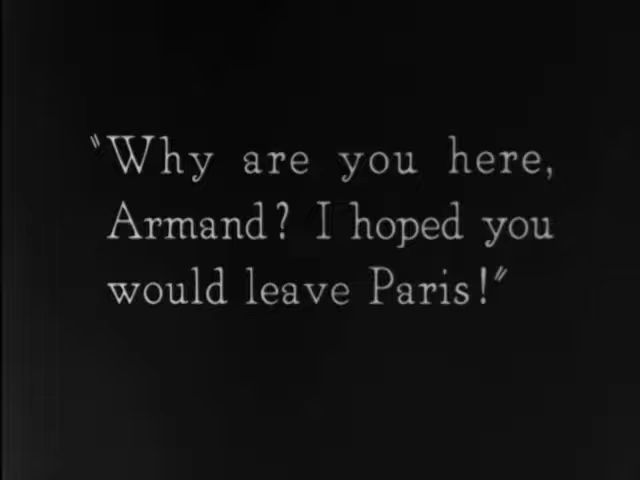 "Why are you here,
Armand? I hoped you
would leave Paris!"